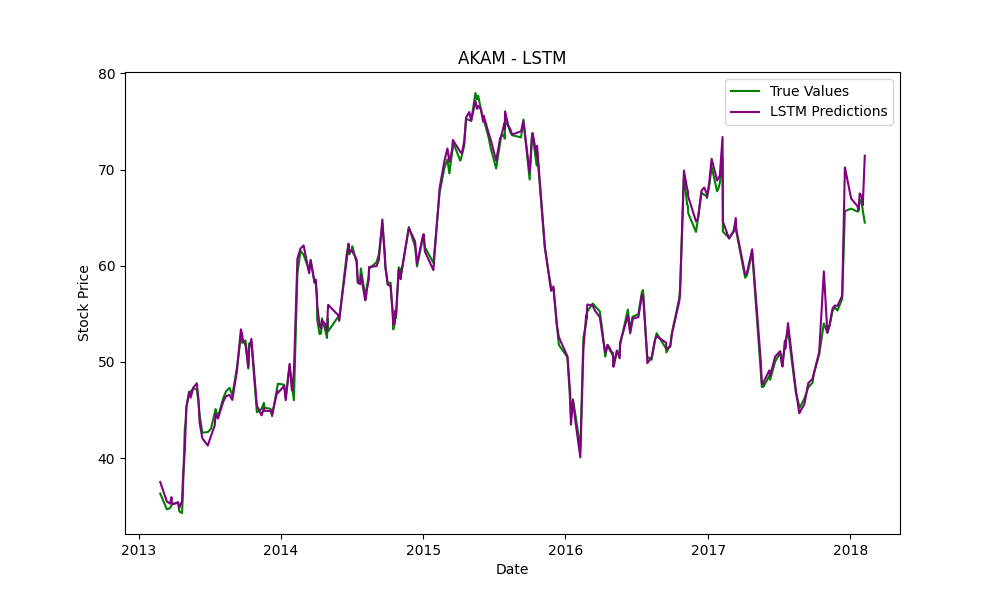 AKAM - LSTM
True Values
LSTM Predictions
80
70
60
50
40
Stock Price
2013 2014 2015 2016 2017 2018
Date